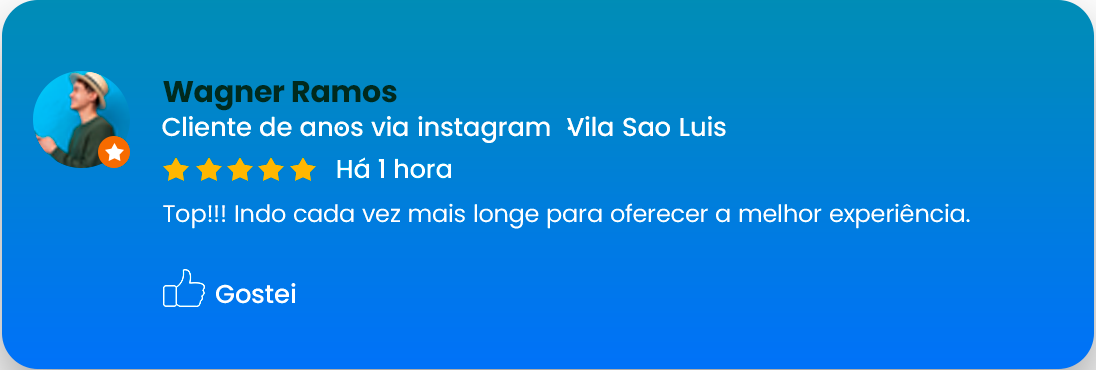 Wagner Ramos
Cliente de anos via instagram Vila Sao Luis
Há 1 hora
Top!!! Indo cada vez mais longe para oferecer a melhor experiência.
Gostei